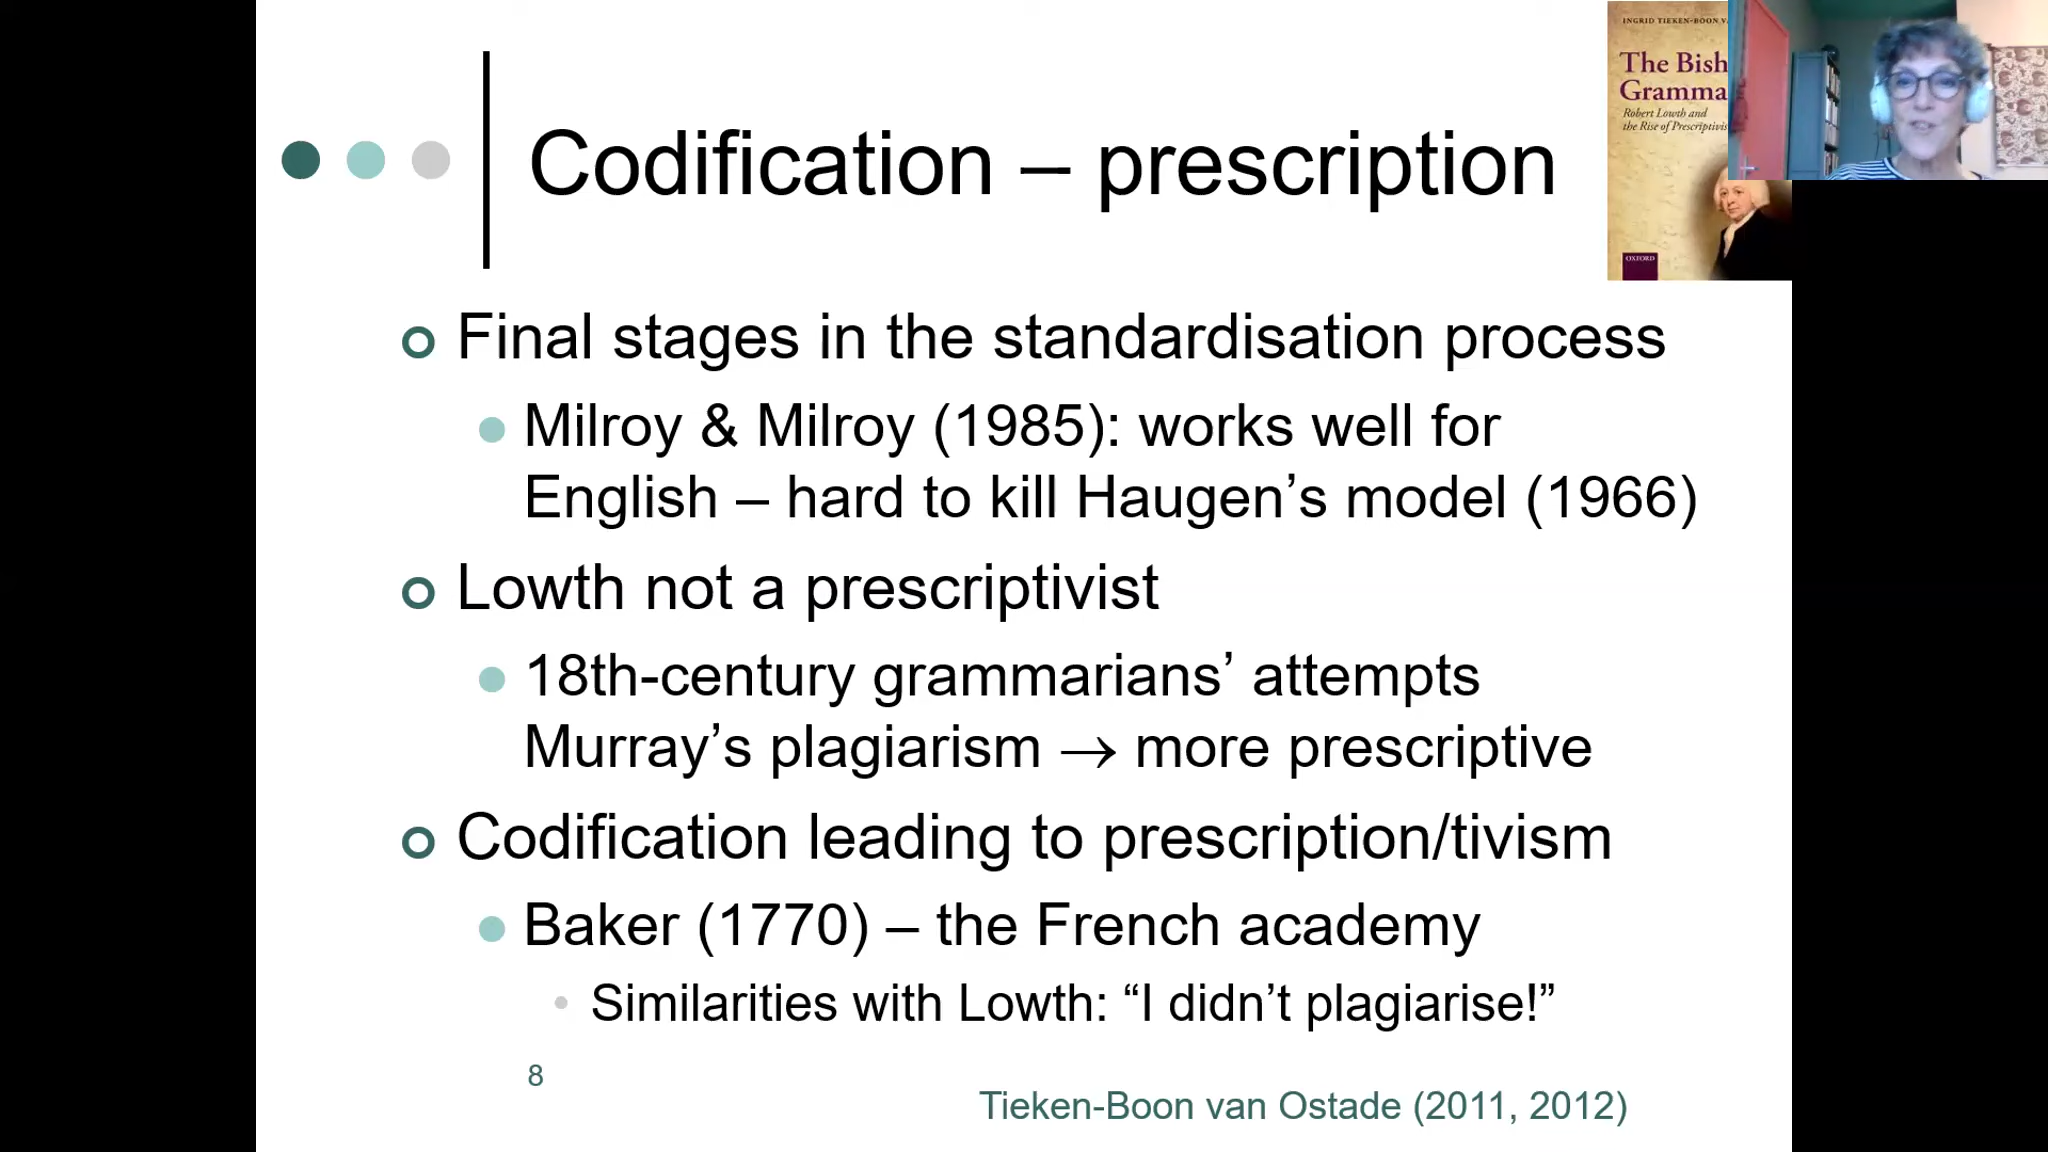 Codification – prescription
INGRID TIEKEN-BOON
The
Robert Lowth and
the Rise of
OXFORD
Final stages in the standardisation process
Milroy & Milroy (1985): works well for
English – hard to kill Haugen’s model (1966)
Lowth not a prescriptivist
18th-century grammarians’ attempts
Murray’s plagiarism → more prescriptive
Codification leading to prescription/tivism
Baker (1770) – the French academy
Similarities with Lowth: “I didn’t plagiarise!”
8
Tieken-Boon van Ostade (2011, 2012)